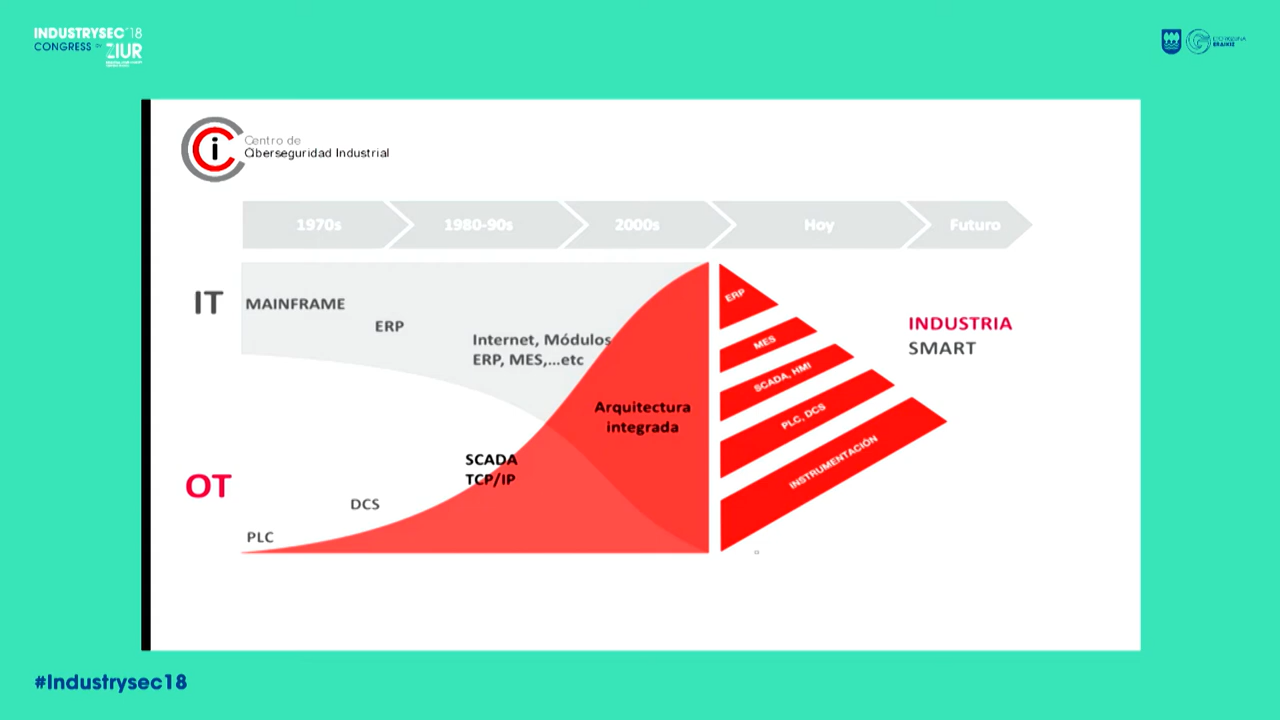 INDUSTRYSEC'18
CONGRESS BY ZIUR
Centro de
Ciberseguridad Industrial
1970s
1980-90s
2000s
Hoy
Futuro
IT
MAINFRAME
ERP
Internet, Módulos
ERP, MES,...etc
Arquitectura
integrada
SCADA
TCP/IP
OT
DCS
PLC
ERP
MES
SCADA, HMI
PLC, DCS
INSTRUMENTACIÓN
INDUSTRIA
SMART
#Industrysec18